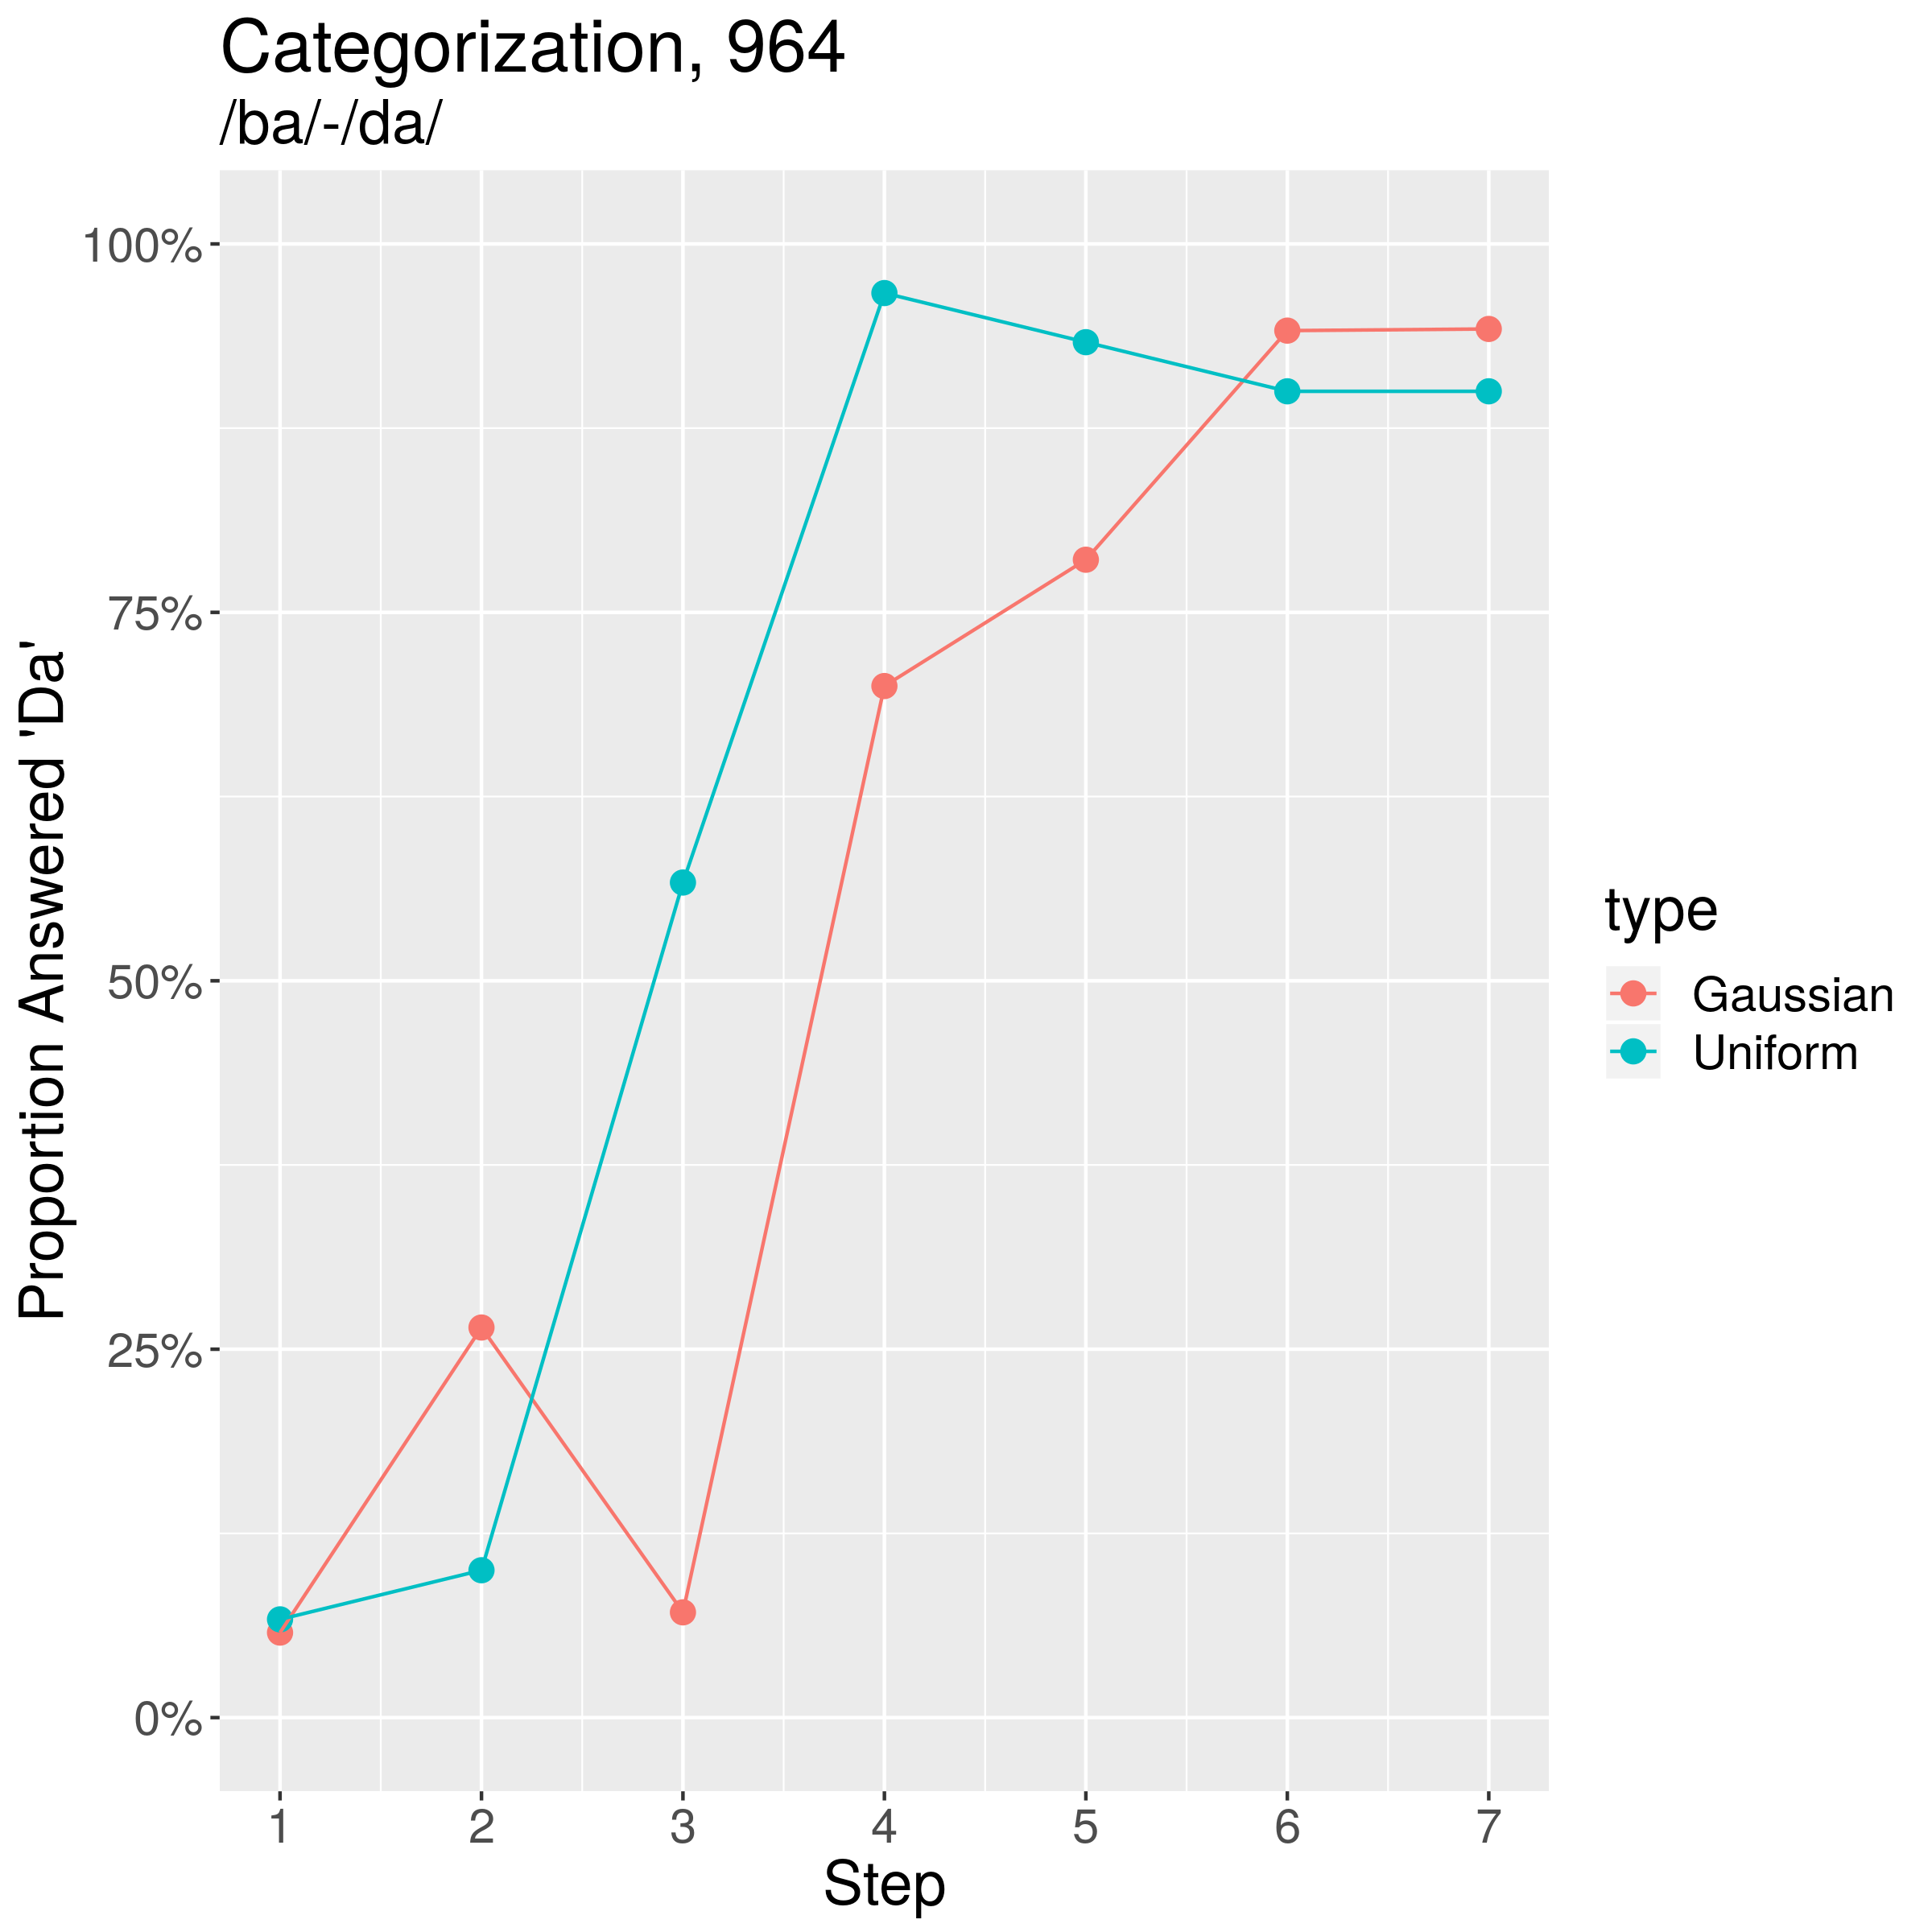 Categorization, 964
/ba/-/da/
Proportion Answered 'Da'
100%
75%
50%
25%
0%
1 2 3 4 5 6 7
Step
type
Gaussian
Uniform